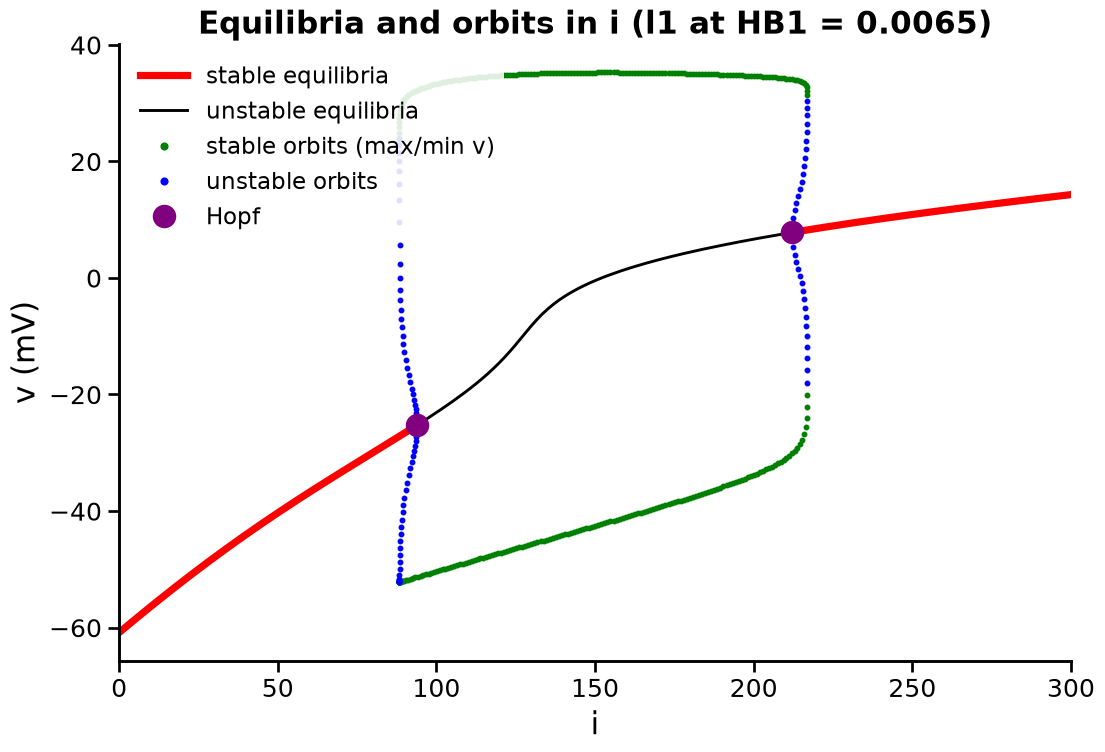 Equilibria and orbits in i (l1 at HB1 = 0.0065)
40
20
0
−20
−40
−60
v (mV)
stable equilibria
unstable equilibria
stable orbits (max/min v)
unstable orbits
Hopf
0 50 100 150 200 250 300
i